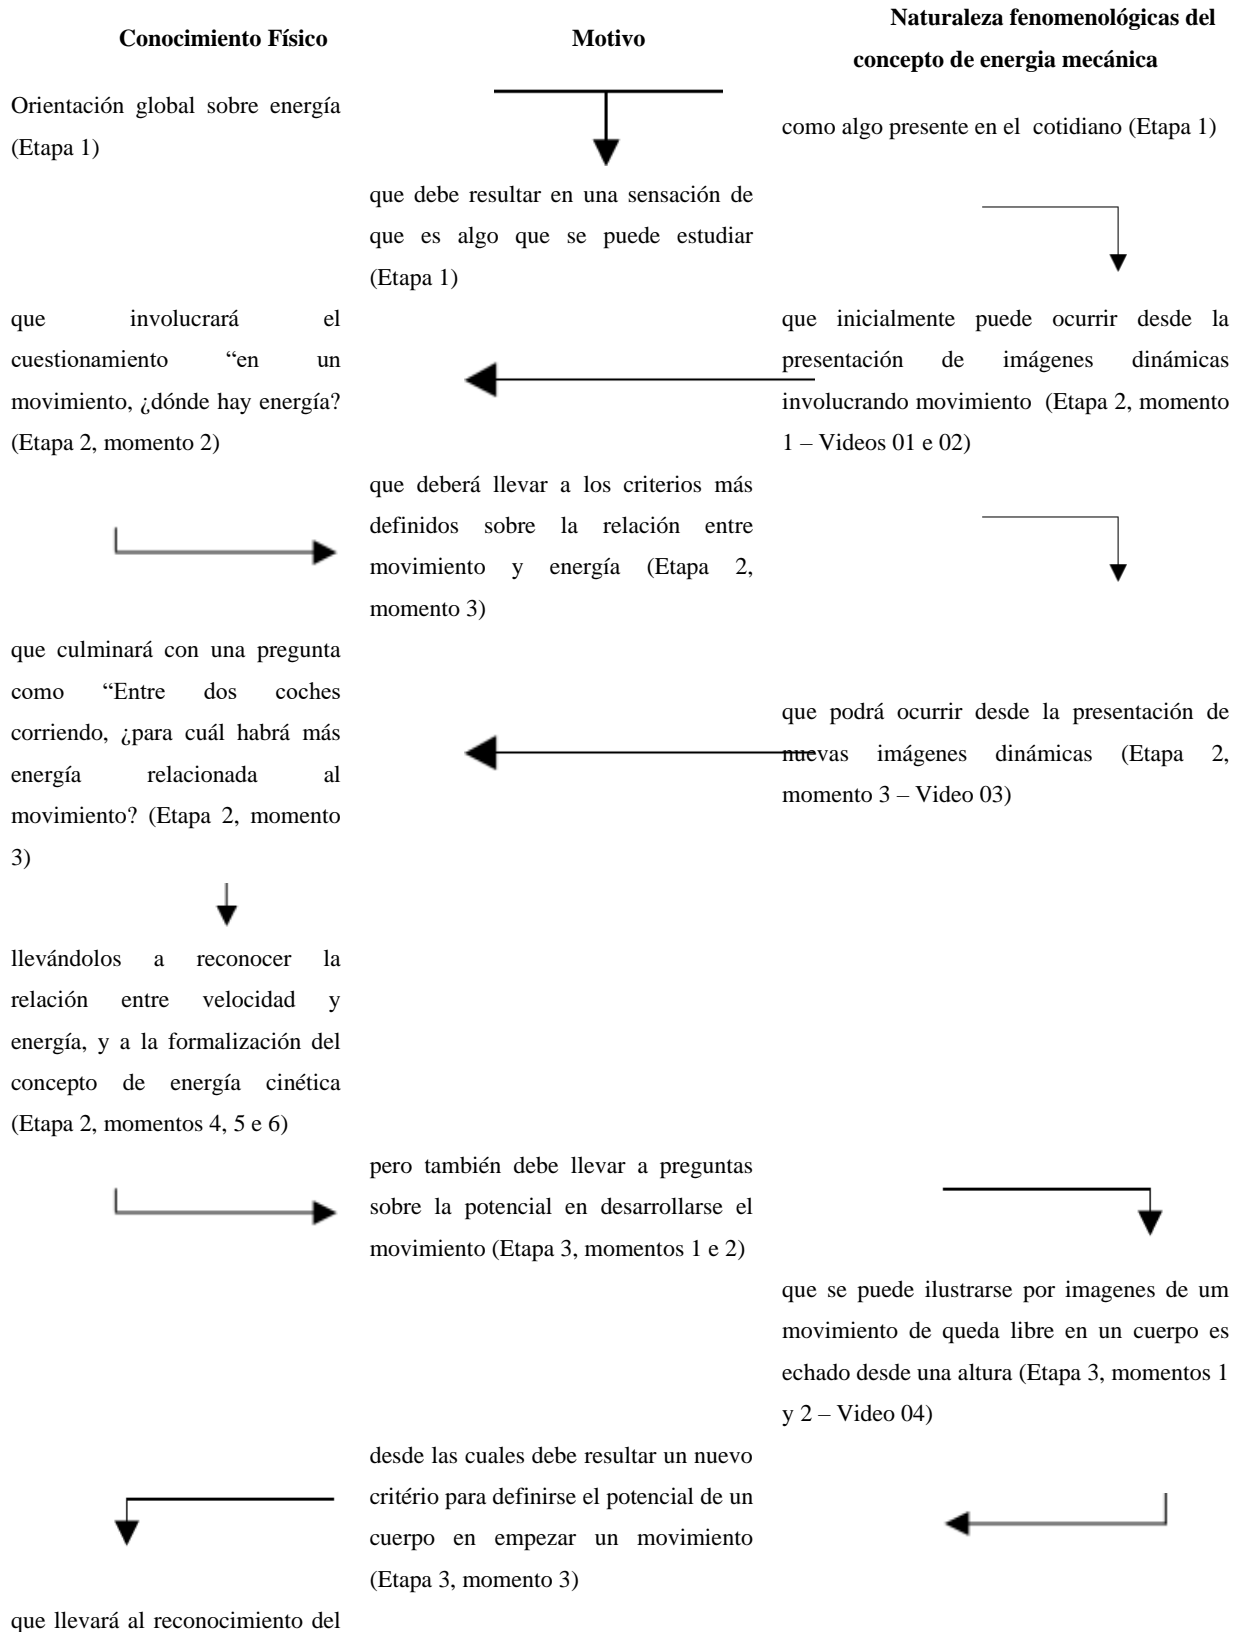 Conocimiento Físico
Motivo
Naturaleza fenomenológicas del
concepto de energia mecánica
Orientación global sobre energía
(Etapa 1)
como algo presente en el cotidiano (Etapa 1)
que debe resultar en una sensación de
que es algo que se puede estudiar
(Etapa 1)
que involucrará el
cuestionamiento “en un
movimiento, ¿dónde hay energía?
(Etapa 2, momento 2)
que inicialmente puede ocurrir desde la
presentación de imágenes dinámicas
involucrando movimiento (Etapa 2, momento
1 – Videos 01 e 02)
que deberá llevar a los criterios más
definidos sobre la relación entre
movimiento y energía (Etapa 2,
momento 3)
que culminará con una pregunta
como “Entre dos coches
corriendo, ¿para cuál habrá más
energía relacionada al
movimiento? (Etapa 2, momento
3)
que podrá ocurrir desde la presentación de
nuevas imágenes dinámicas (Etapa 2,
momento 3 – Video 03)
llevándolos a reconocer la
relación entre velocidad y
energía, y a la formalización del
concepto de energía cinética
(Etapa 2, momentos 4, 5 e 6)
pero también debe llevar a preguntas
sobre la potencial en desarrollarse el
movimiento (Etapa 3, momentos 1 e 2)
que se puede ilustrarse por imagenes de um
movimiento de queda libre en un cuerpo es
echado desde una altura (Etapa 3, momentos 1
y 2 – Video 04)
desde las cuales debe resultar un nuevo
critério para definirse el potencial de un
cuerpo en empezar un movimiento
(Etapa 3, momento 3)
que llevará al reconocimiento del